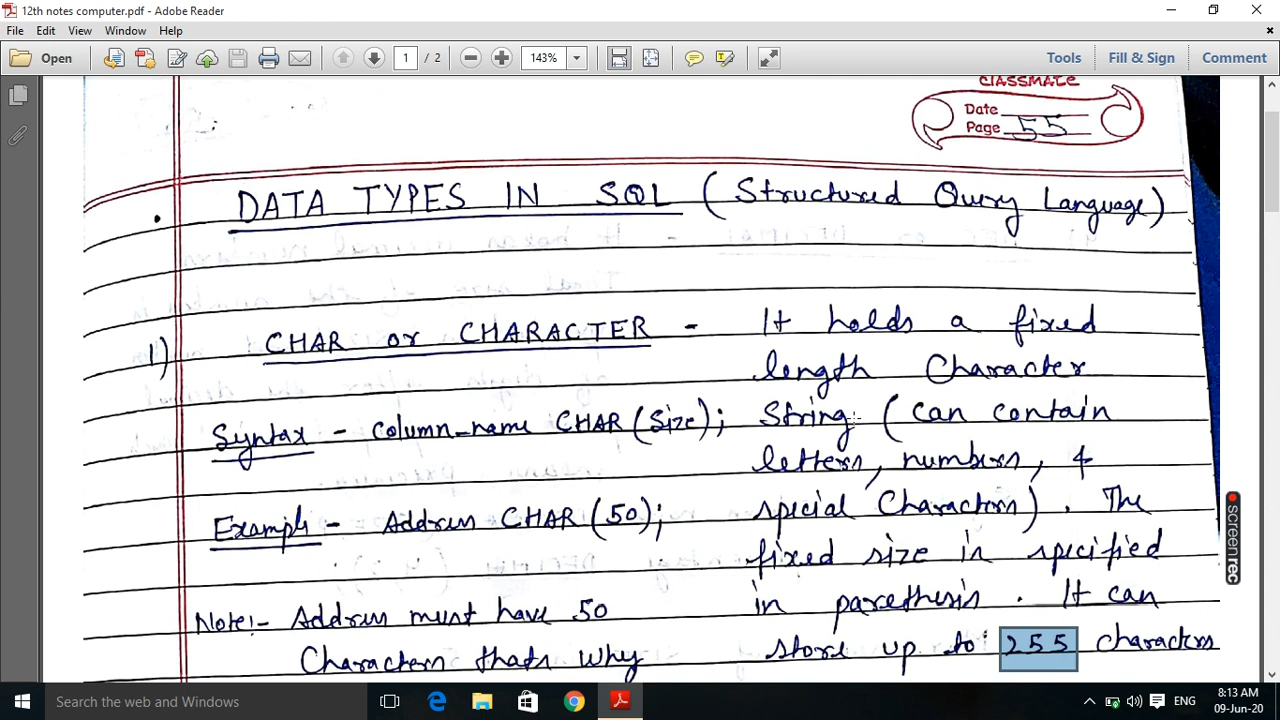 12th notes computer.pdf - Adobe Reader
File Edit View Window Help
Open 1 / 2 143% Tools Fill & Sign Comment
CLASSMATE
Date
Page 55
DATA TYPES IN SQL (Structured Query Language)
1) CHAR or CHARACTER - It holds a fixed
length Character
Syntax - column_name CHAR(Size); String (can contain
letters, numbers, &
Example - Address CHAR(50); special Characters). The
fixed size in specified
Note:- Address must have 50 in parethesis. It can
Characters thats why store up to 255 characters
screenrec
Search the web and Windows
ENG
8:13 AM
09-Jun-20